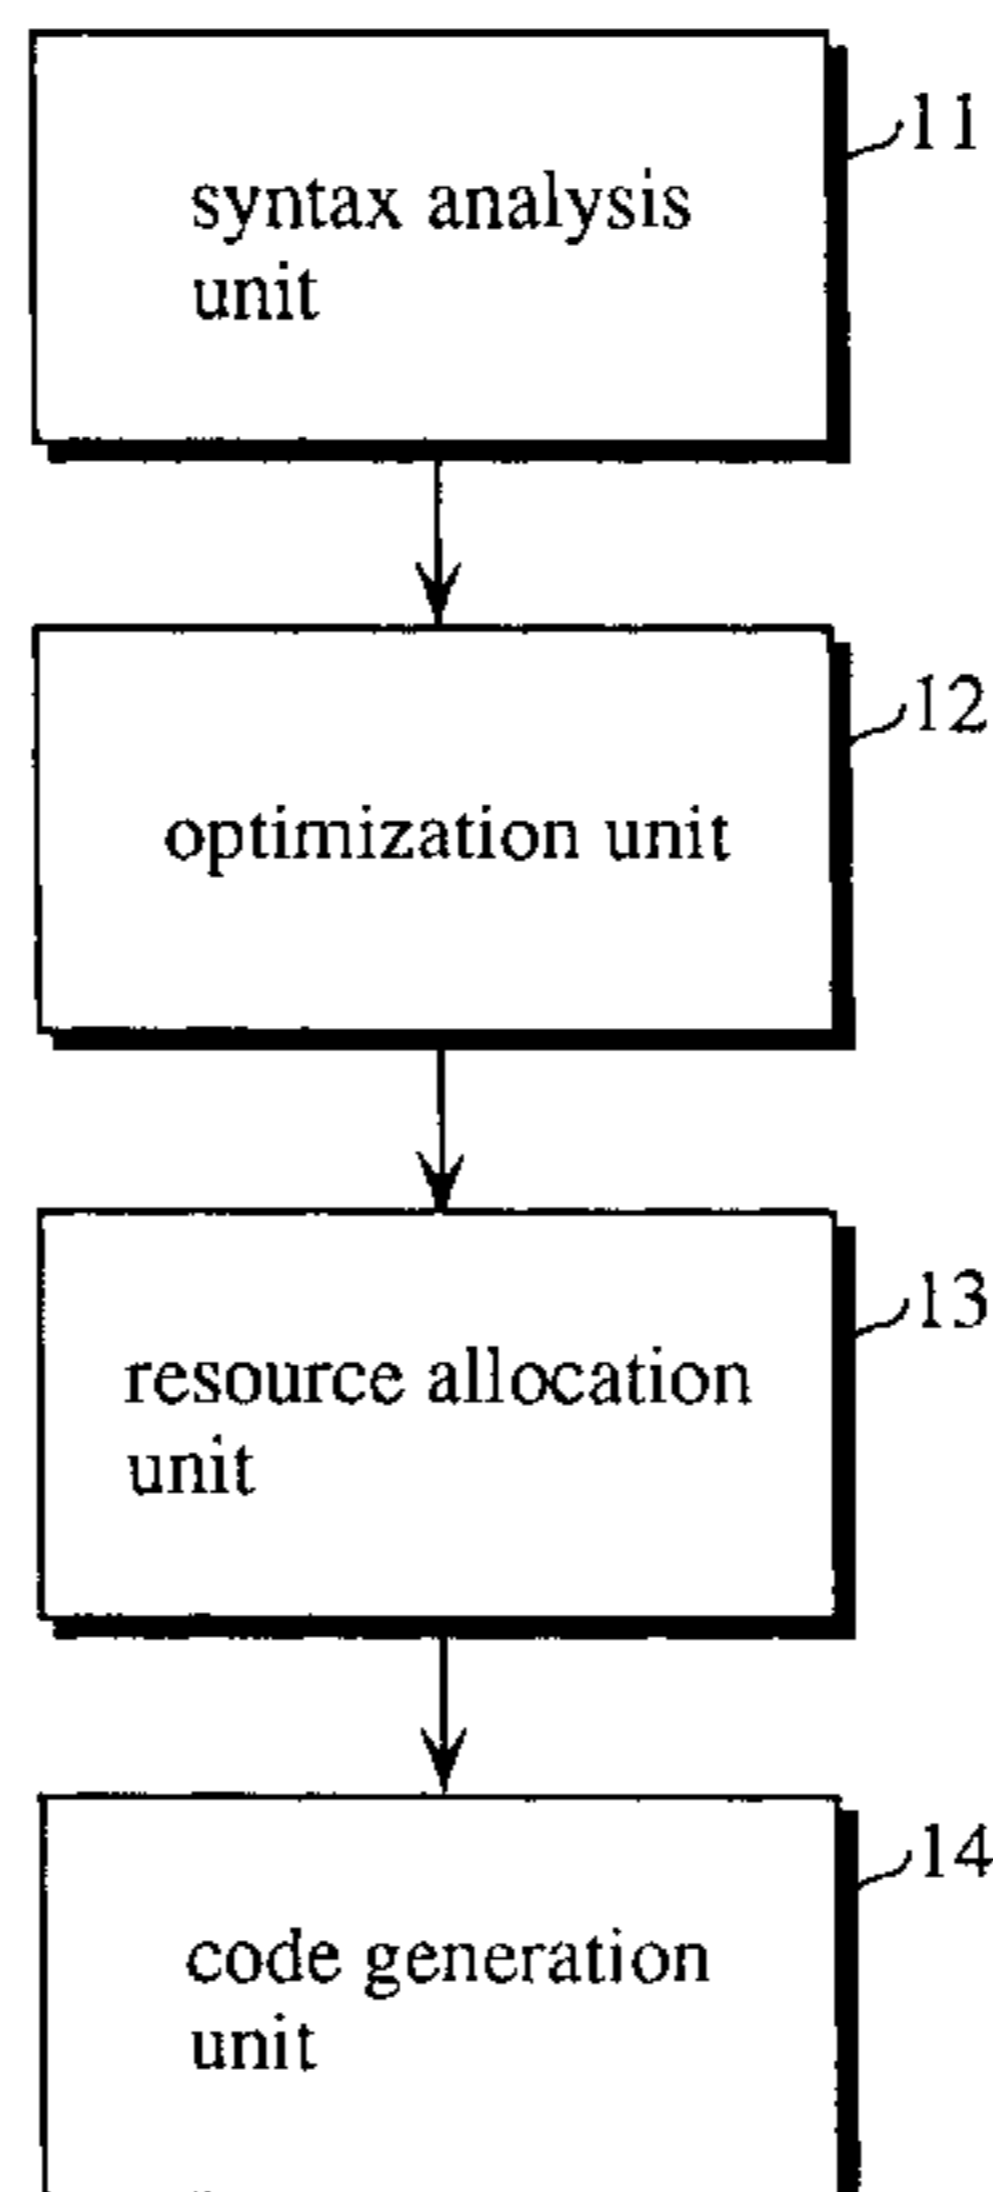 11
syntax analysis
unit
12
optimization unit
13
resource allocation
unit
14
code generation
unit